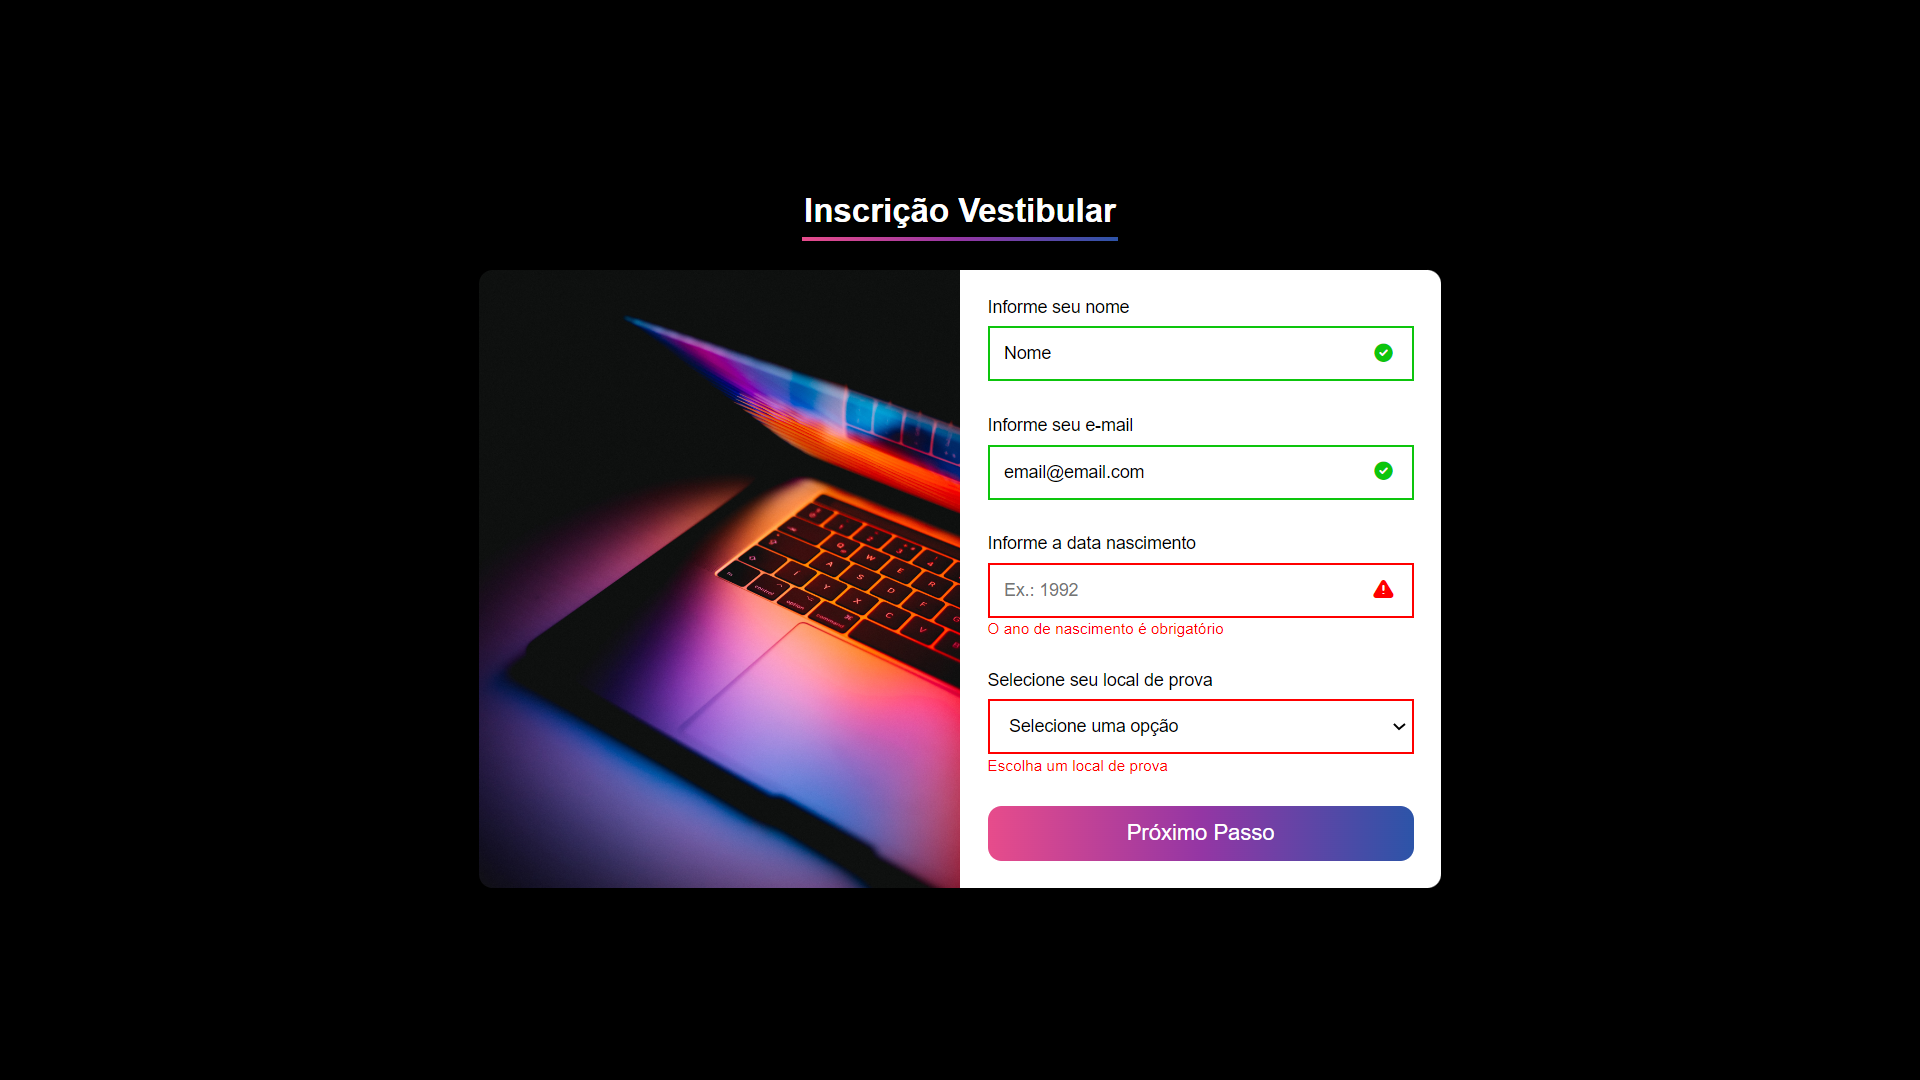 Inscrição Vestibular
Informe seu nome
Nome
Informe seu e-mail
email@email.com
Informe a data nascimento
Ex.: 1992
O ano de nascimento é obrigatório
Selecione seu local de prova
Selecione uma opção
Escolha um local de prova
Próximo Passo